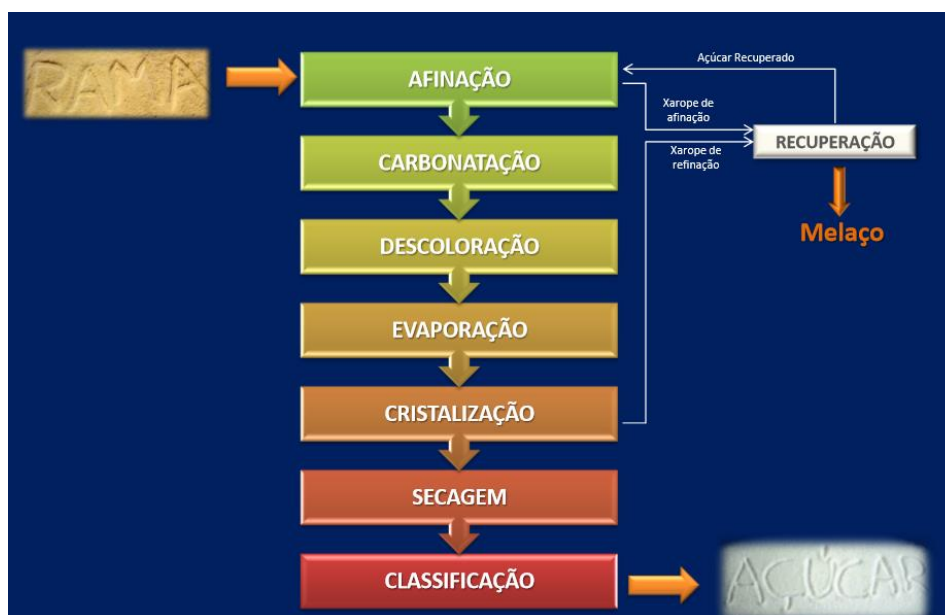 RAMA
AFINAÇÃO
Açúcar Recuperado
Xarope de
afinação
RECUPERAÇÃO
Xarope de
refinação
CARBONATAÇÃO
Melaço
DESCOLORAÇÃO
EVAPORAÇÃO
CRISTALIZAÇÃO
SECAGEM
CLASSIFICAÇÃO
AÇÚCAR